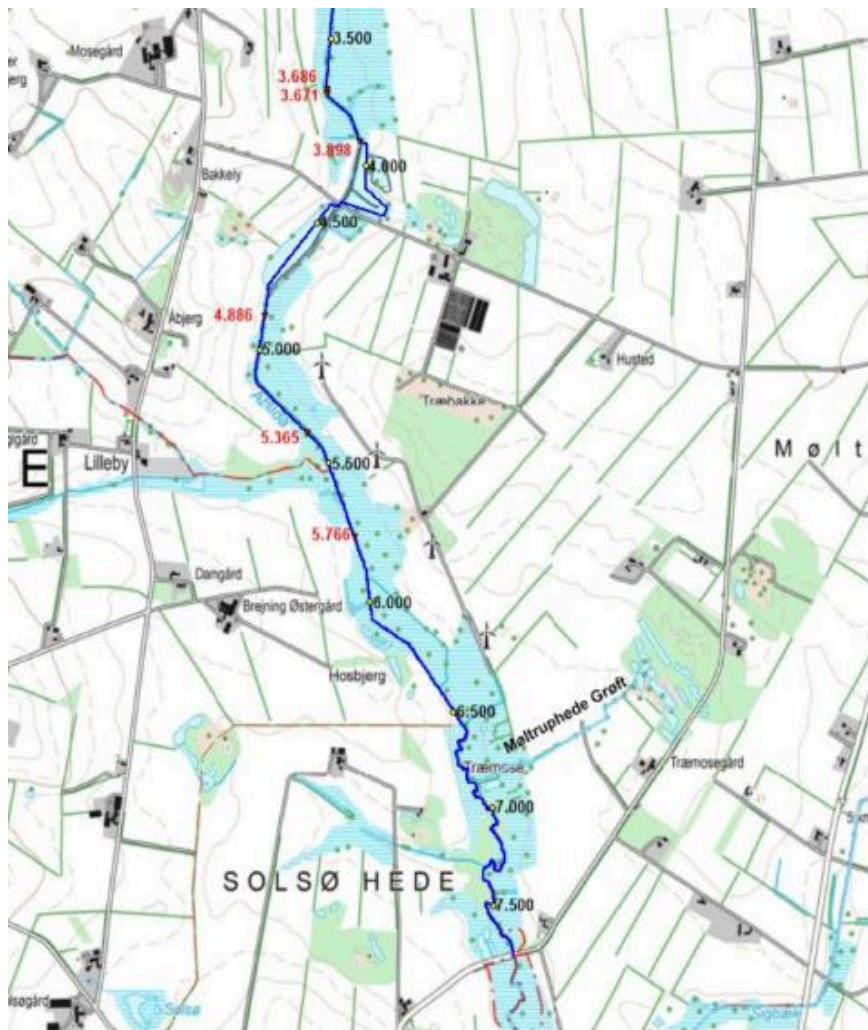 3.500
Mosegård
3.686
3.671
3.898
4.000
Bakkely
4.500
Abjerg
4.886
5.000
Husted
Træbakke
5.365
5.500
Lilleby
E
Mølt
5.766
Dangård
Brejning Østergård
6.000
Hosbjerg
6.500
Møltruphede Grøft
Træmose
Træmosegård
7.000
SOLSØ HEDE
7.500
Solsø